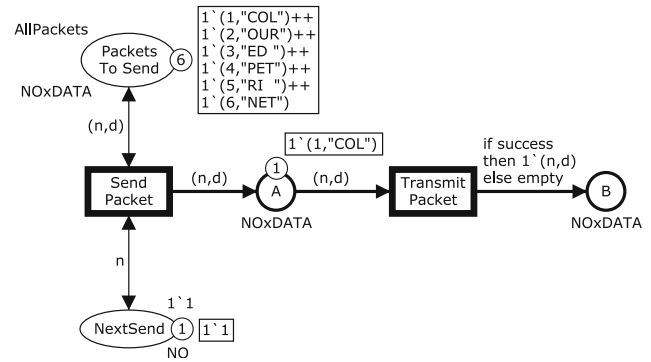 AllPackets
Packets
To Send
6
1`(1,"COL")++
1`(2,"OUR")++
1`(3,"ED ")++
1`(4,"PET")++
1`(5,"RI  ")++
1`(6,"NET")
NOxDATA
(n,d)
1`(1,"COL")
1
if success
then 1`(n,d)
else empty
Send
Packet
(n,d)
A
(n,d)
Transmit
Packet
B
NOxDATA
NOxDATA
n
1`1
NextSend
1
1`1
NO